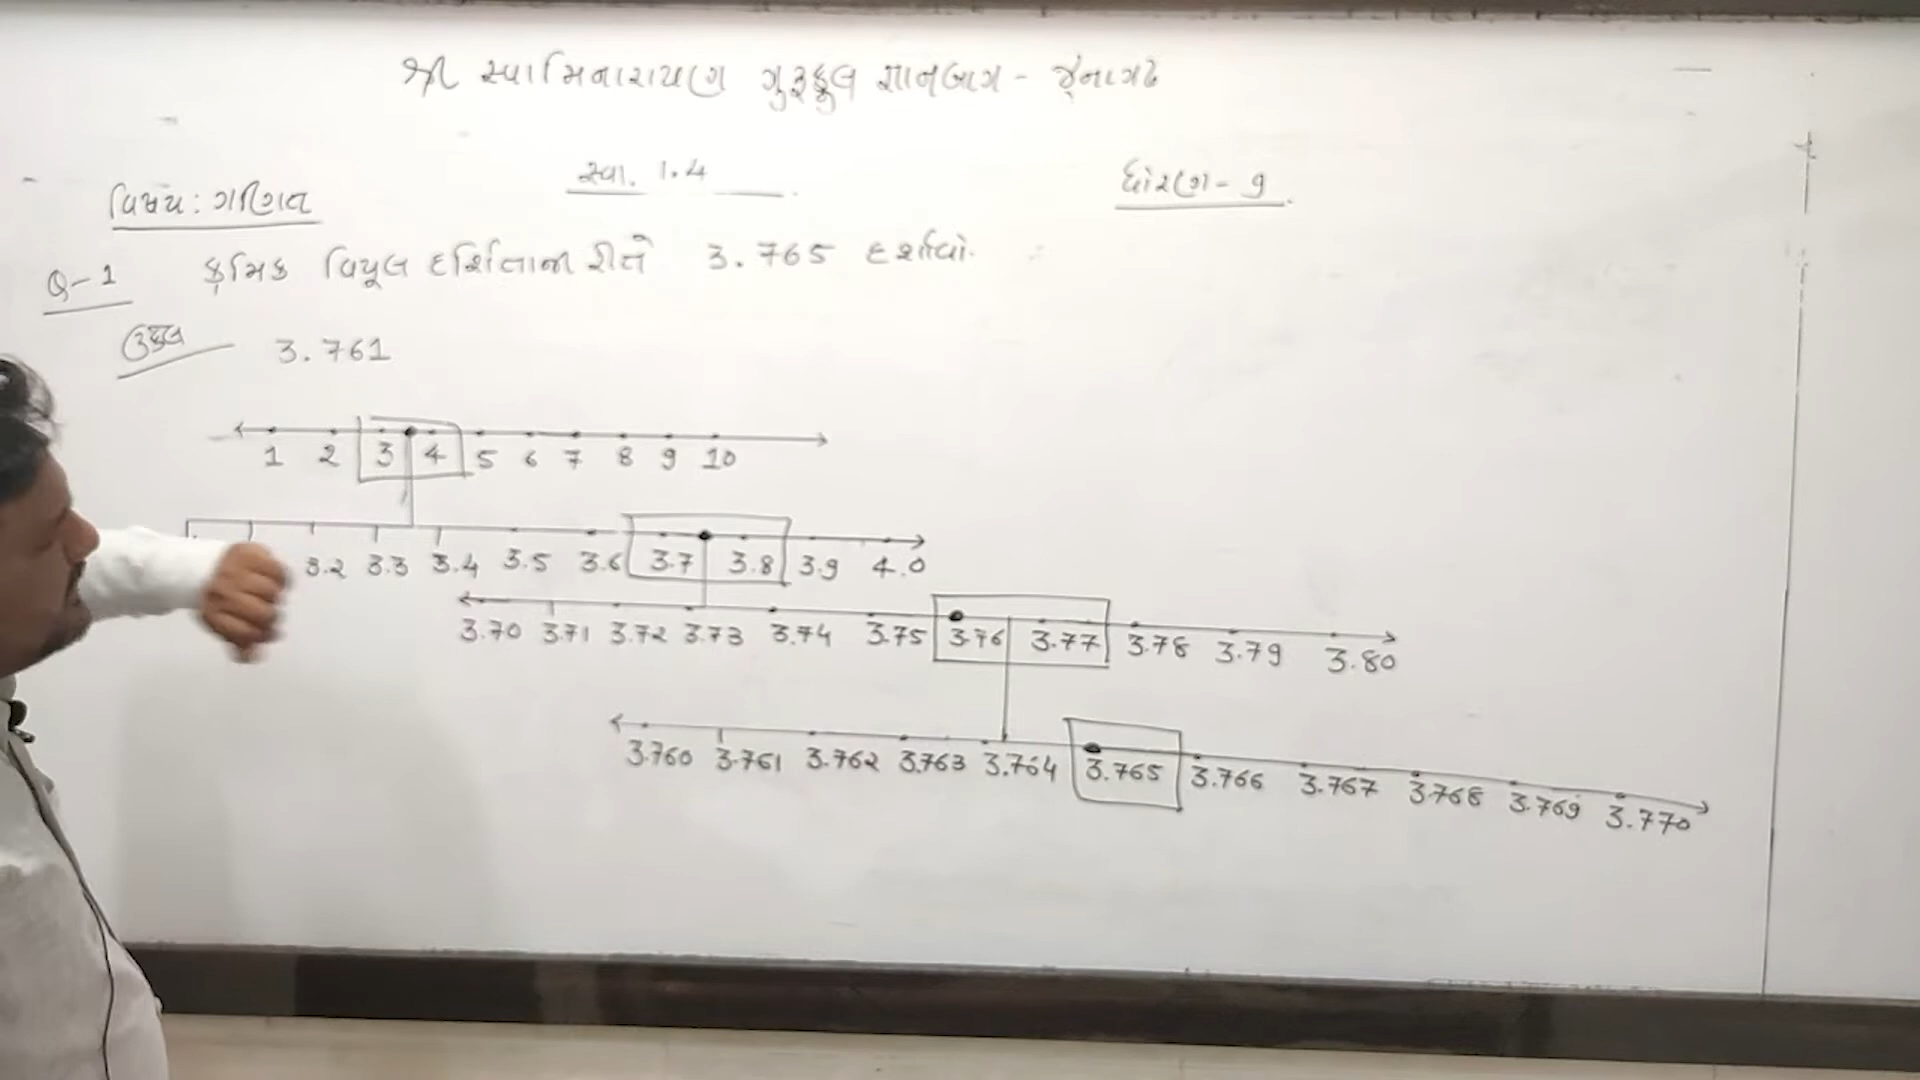 શ્રી સ્વામિનારાયણ ગુરૂકુલ જ્ઞાનબાગ - જૂનાગઢ
વિષય: ગણિત
સ્વા. 1.4
ધોરણ - 9
Q-1 ક્રમિક વિપૂલ દર્શિતાના રીતે 3.765 દર્શાવો.
ઉકેલ 3.761
1 2 3 4 5 6 7 8 9 10
3.2 3.3 3.4 3.5 3.6 3.7 3.8 3.9 4.0
3.70 3.71 3.72 3.73 3.74 3.75 3.76 3.77 3.78 3.79 3.80
3.760 3.761 3.762 3.763 3.764 3.765 3.766 3.767 3.768 3.769 3.770